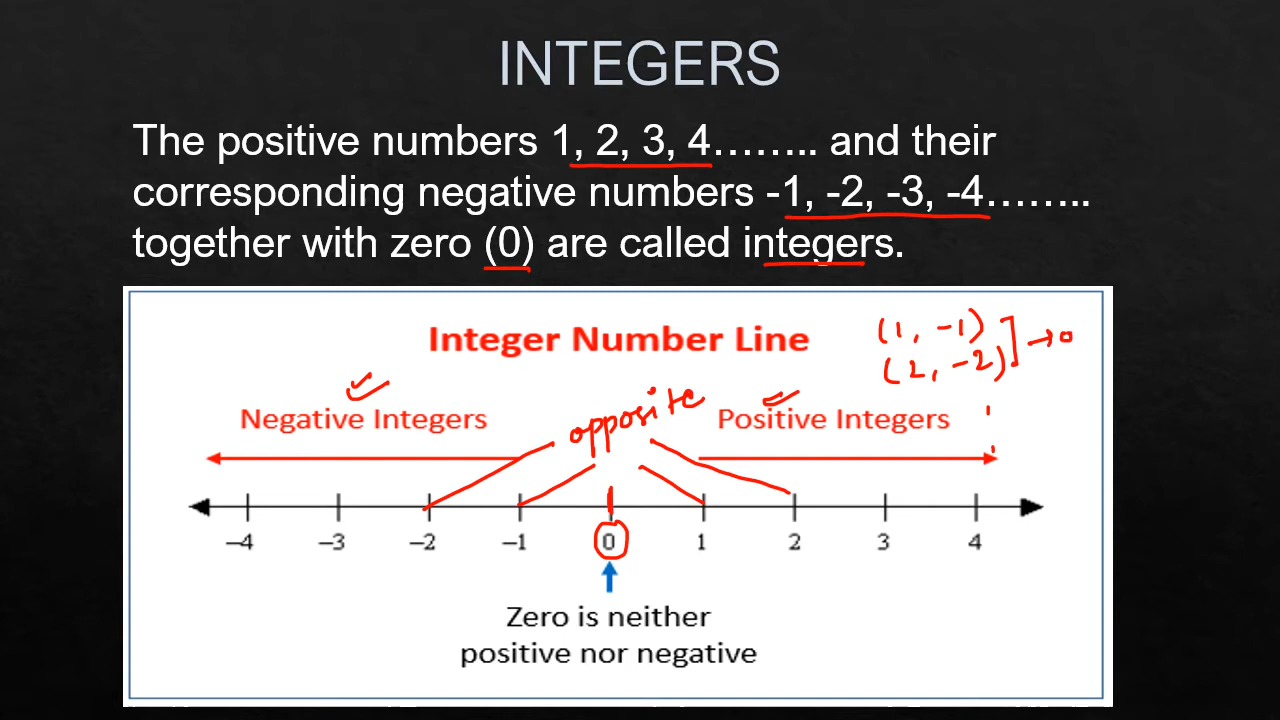 INTEGERS
The positive numbers 1, 2, 3, 4…….. and their
corresponding negative numbers -1, -2, -3, -4……..
together with zero (0) are called integers.
Integer Number Line
(1, -1)
(2, -2)
→ 0
Negative Integers
opposite
Positive Integers
–4 –3 –2 –1 0 1 2 3 4
Zero is neither
positive nor negative